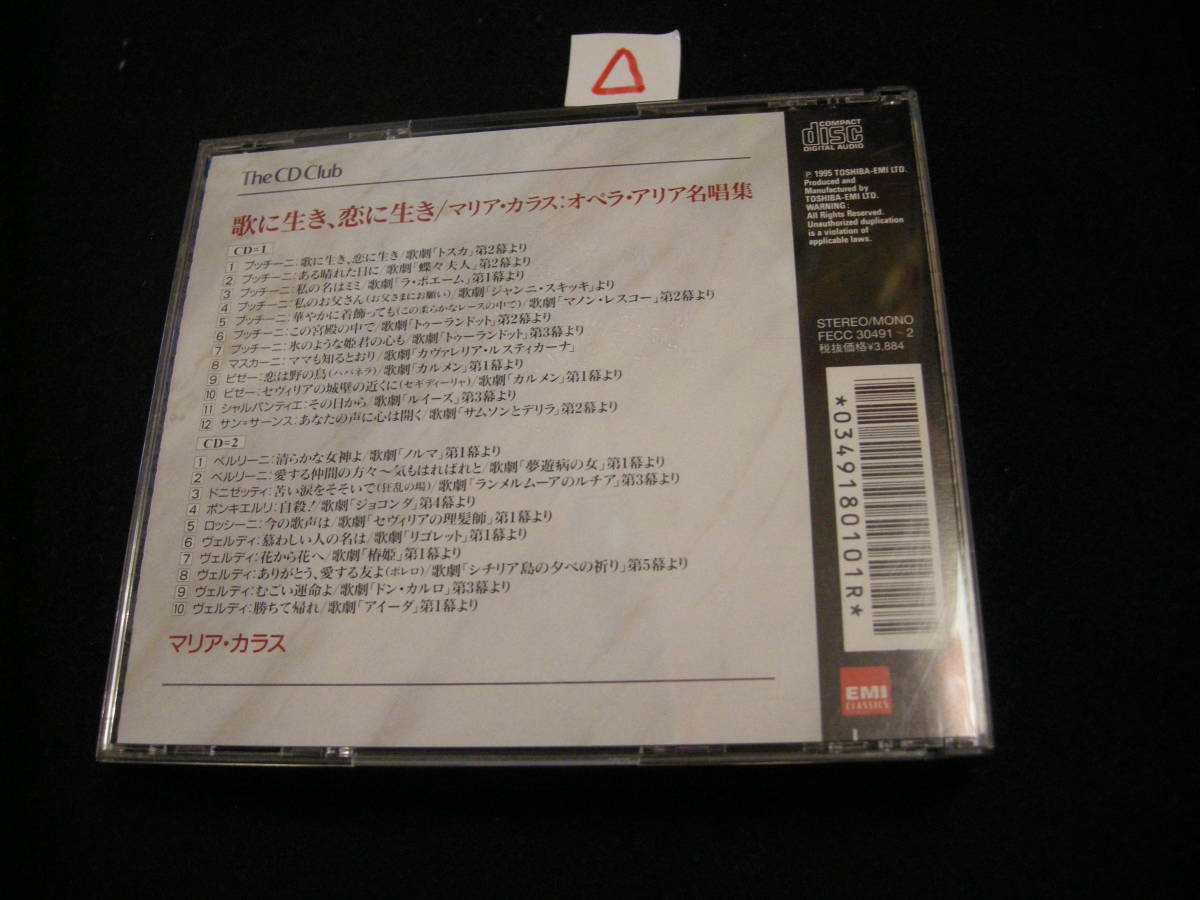 The CD Club
歌に生き、恋に生き/マリア・カラス:オペラ・アリア名唱集
CD=1
1 プッチーニ:歌に生き、恋に生き/歌劇「トスカ」第2幕より
2 プッチーニ:ある晴れた日に/歌劇「蝶々夫人」第2幕より
3 プッチーニ:私の名はミミ/歌劇「ラ・ボエーム」第1幕より
4 プッチーニ:私のお父さん(お父さまにお願い)/歌劇「ジャンニ・スキッキ」より
5 プッチーニ:華やかに着飾っても(この柔らかなレースの中で)/歌劇「マノン・レスコー」第2幕より
6 プッチーニ:この宮殿の中で/歌劇「トゥーランドット」第2幕より
7 プッチーニ:氷のような姫君の心も/歌劇「トゥーランドット」第3幕より
8 マスカーニ:ママも知るとおり/歌劇「カヴァレリア・ルスティカーナ」
9 ビゼー:恋は野の鳥(ハバネラ)/歌劇「カルメン」第1幕より
10 ビゼー:セヴィリアの城壁の近くに(セギディーリャ)/歌劇「カルメン」第1幕より
11 シャルパンティエ:その日から/歌劇「ルイーズ」第3幕より
12 サン=サーンス:あなたの声に心は開く/歌劇「サムソンとデリラ」第2幕より
CD=2
1 ベルリーニ:清らかな女神よ/歌劇「ノルマ」第1幕より
2 ベルリーニ:愛する仲間の方々〜気もはればれと/歌劇「夢遊病の女」第1幕より
3 ドニゼッティ:苦い涙をそそいで(狂乱の場)/歌劇「ランメルムーアのルチア」第3幕より
4 ポンキエルリ:自殺!/歌劇「ジョコンダ」第4幕より
5 ロッシーニ:今の歌声は/歌劇「セヴィリアの理髪師」第1幕より
6 ヴェルディ:慕わしい人の名は/歌劇「リゴレット」第1幕より
7 ヴェルディ:花から花へ/歌劇「椿姫」第1幕より
8 ヴェルディ:ありがとう、愛する友よ(ボレロ)/歌劇「シチリア島の夕べの祈り」第5幕より
9 ヴェルディ:むごい運命よ/歌劇「ドン・カルロ」第3幕より
10 ヴェルディ:勝ちて帰れ/歌劇「アイーダ」第1幕より
マリア・カラス
COMPACT
disc
DIGITAL AUDIO
℗ 1995 TOSHIBA-EMI LTD.
Produced and
Manufactured by
TOSHIBA-EMI LTD.
WARNING:
All Rights Reserved.
Unauthorized duplication
is a violation of
applicable laws.
STEREO/MONO
FECC 30491~2
税抜価格¥3,884
*0349180101R*
EMI
CLASSICS